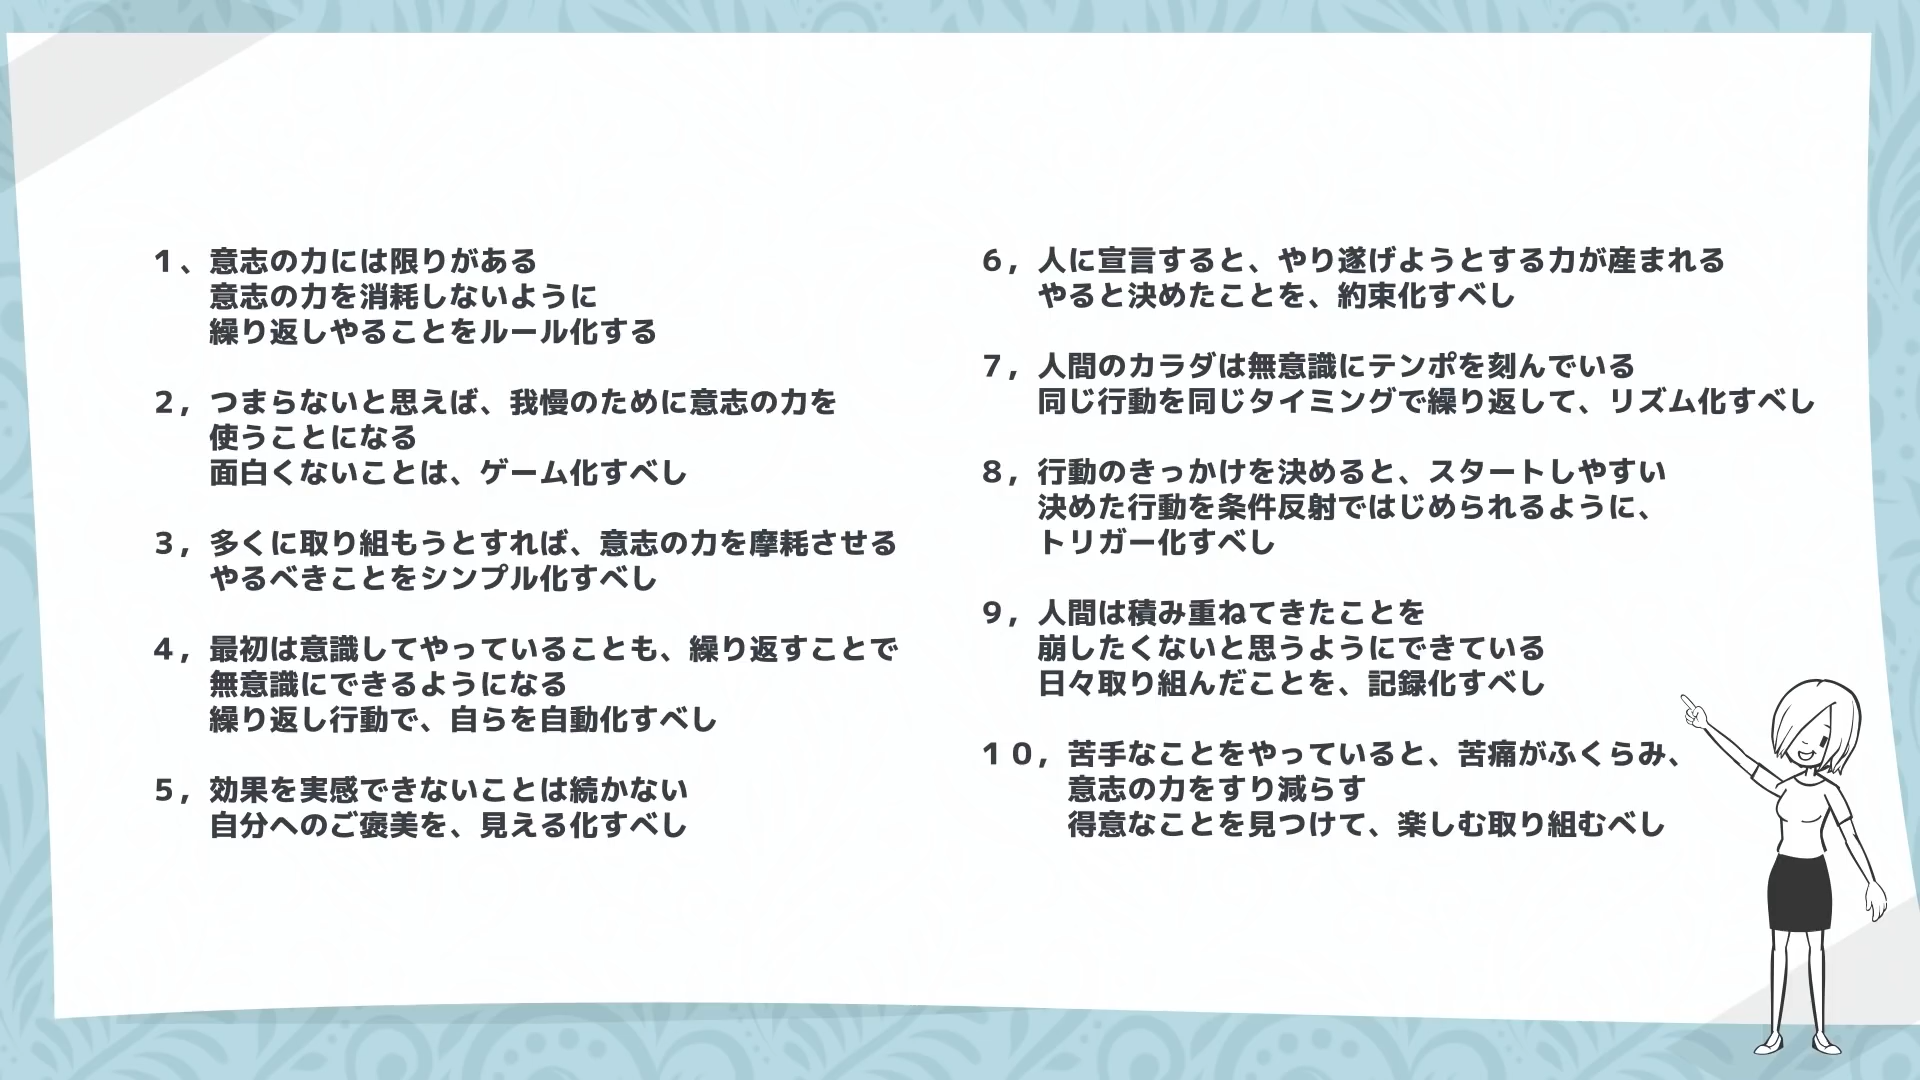 １、意志の力には限りがある
意志の力を消耗しないように
繰り返しやることをルール化する
２，つまらないと思えば、我慢のために意志の力を
使うことになる
面白くないことは、ゲーム化すべし
３，多くに取り組もうとすれば、意志の力を摩耗させる
やるべきことをシンプル化すべし
４，最初は意識してやっていることも、繰り返すことで
無意識にできるようになる
繰り返し行動で、自らを自動化すべし
５，効果を実感できないことは続かない
自分へのご褒美を、見える化すべし
６，人に宣言すると、やり遂げようとする力が産まれる
やると決めたことを、約束化すべし
７，人間のカラダは無意識にテンポを刻んでいる
同じ行動を同じタイミングで繰り返して、リズム化すべし
８，行動のきっかけを決めると、スタートしやすい
決めた行動を条件反射ではじめられるように、
トリガー化すべし
９，人間は積み重ねてきたことを
崩したくないと思うようにできている
日々取り組んだことを、記録化すべし
１０，苦手なことをやっていると、苦痛がふくらみ、
意志の力をすり減らす
得意なことを見つけて、楽しむ取り組むべし